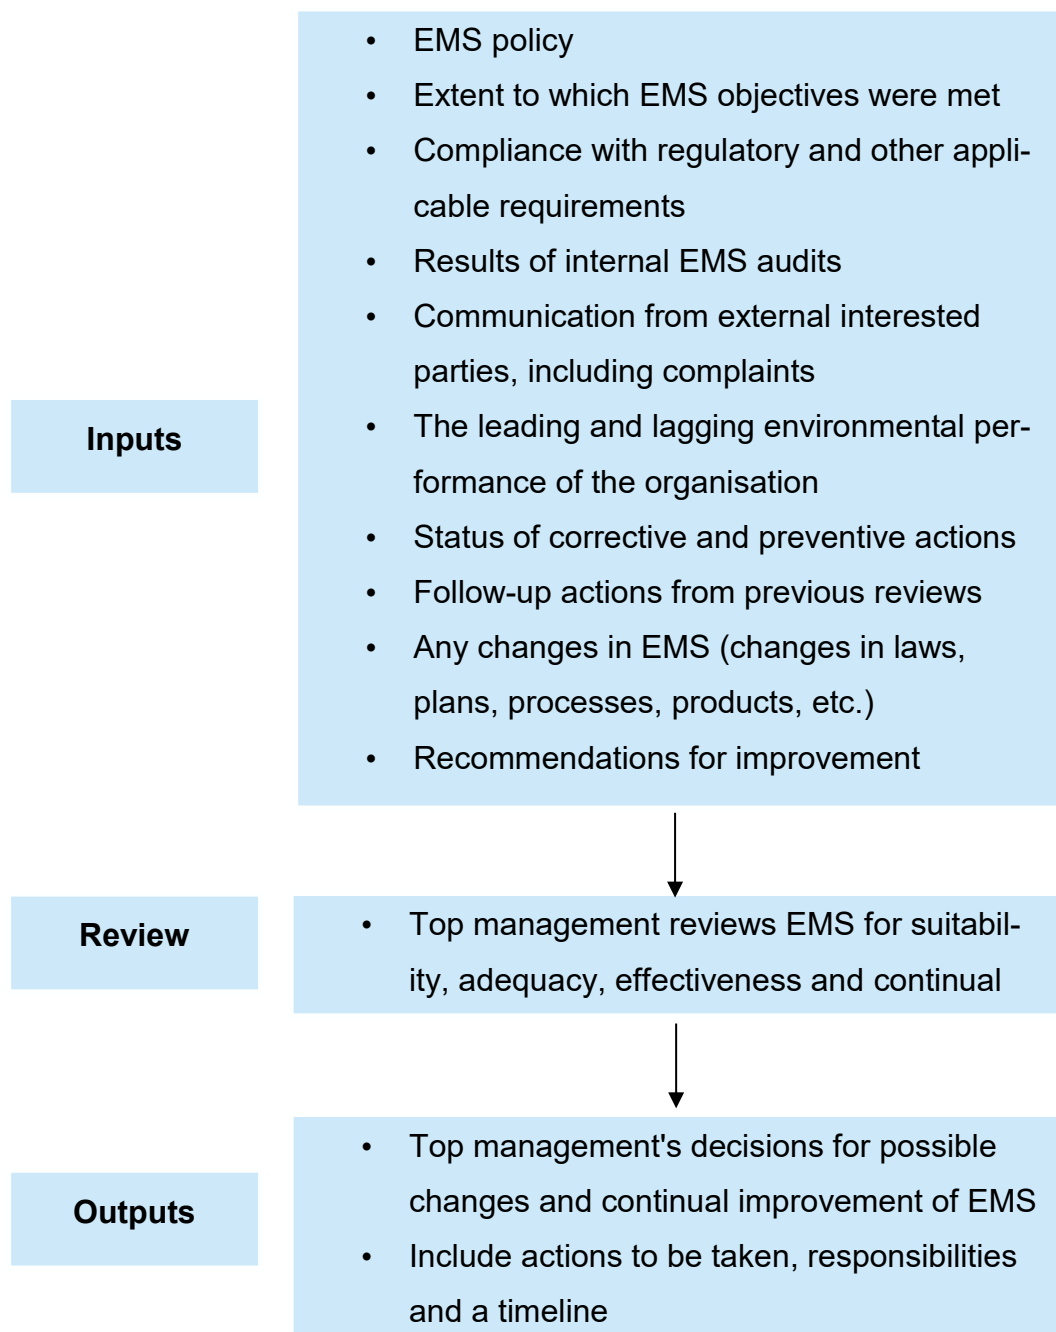 • EMS policy
• Extent to which EMS objectives were met
• Compliance with regulatory and other appli-
cable requirements
• Results of internal EMS audits
• Communication from external interested
parties, including complaints
Inputs
• The leading and lagging environmental per-
formance of the organisation
• Status of corrective and preventive actions
• Follow-up actions from previous reviews
• Any changes in EMS (changes in laws,
plans, processes, products, etc.)
• Recommendations for improvement
Review
• Top management reviews EMS for suitabil-
ity, adequacy, effectiveness and continual
Outputs
• Top management's decisions for possible
changes and continual improvement of EMS
• Include actions to be taken, responsibilities
and a timeline